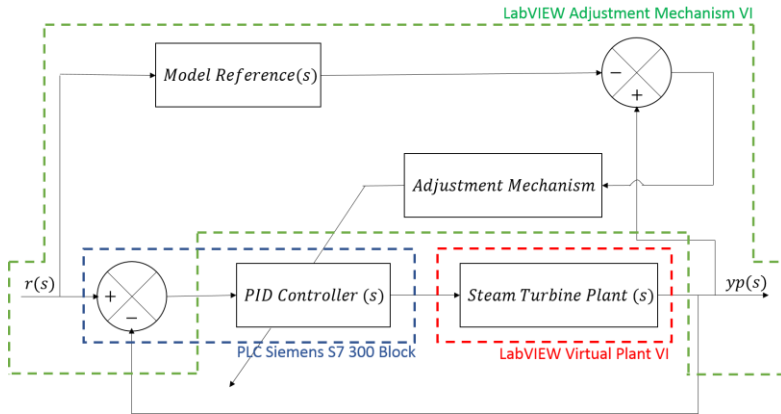 LabVIEW Adjustment Mechanism VI
Model Reference(s)
−
+
Adjustment Mechanism
r(s)
+
−
PID Controller (s)
Steam Turbine Plant (s)
yp(s)
PLC Siemens S7 300 Block
LabVIEW Virtual Plant VI